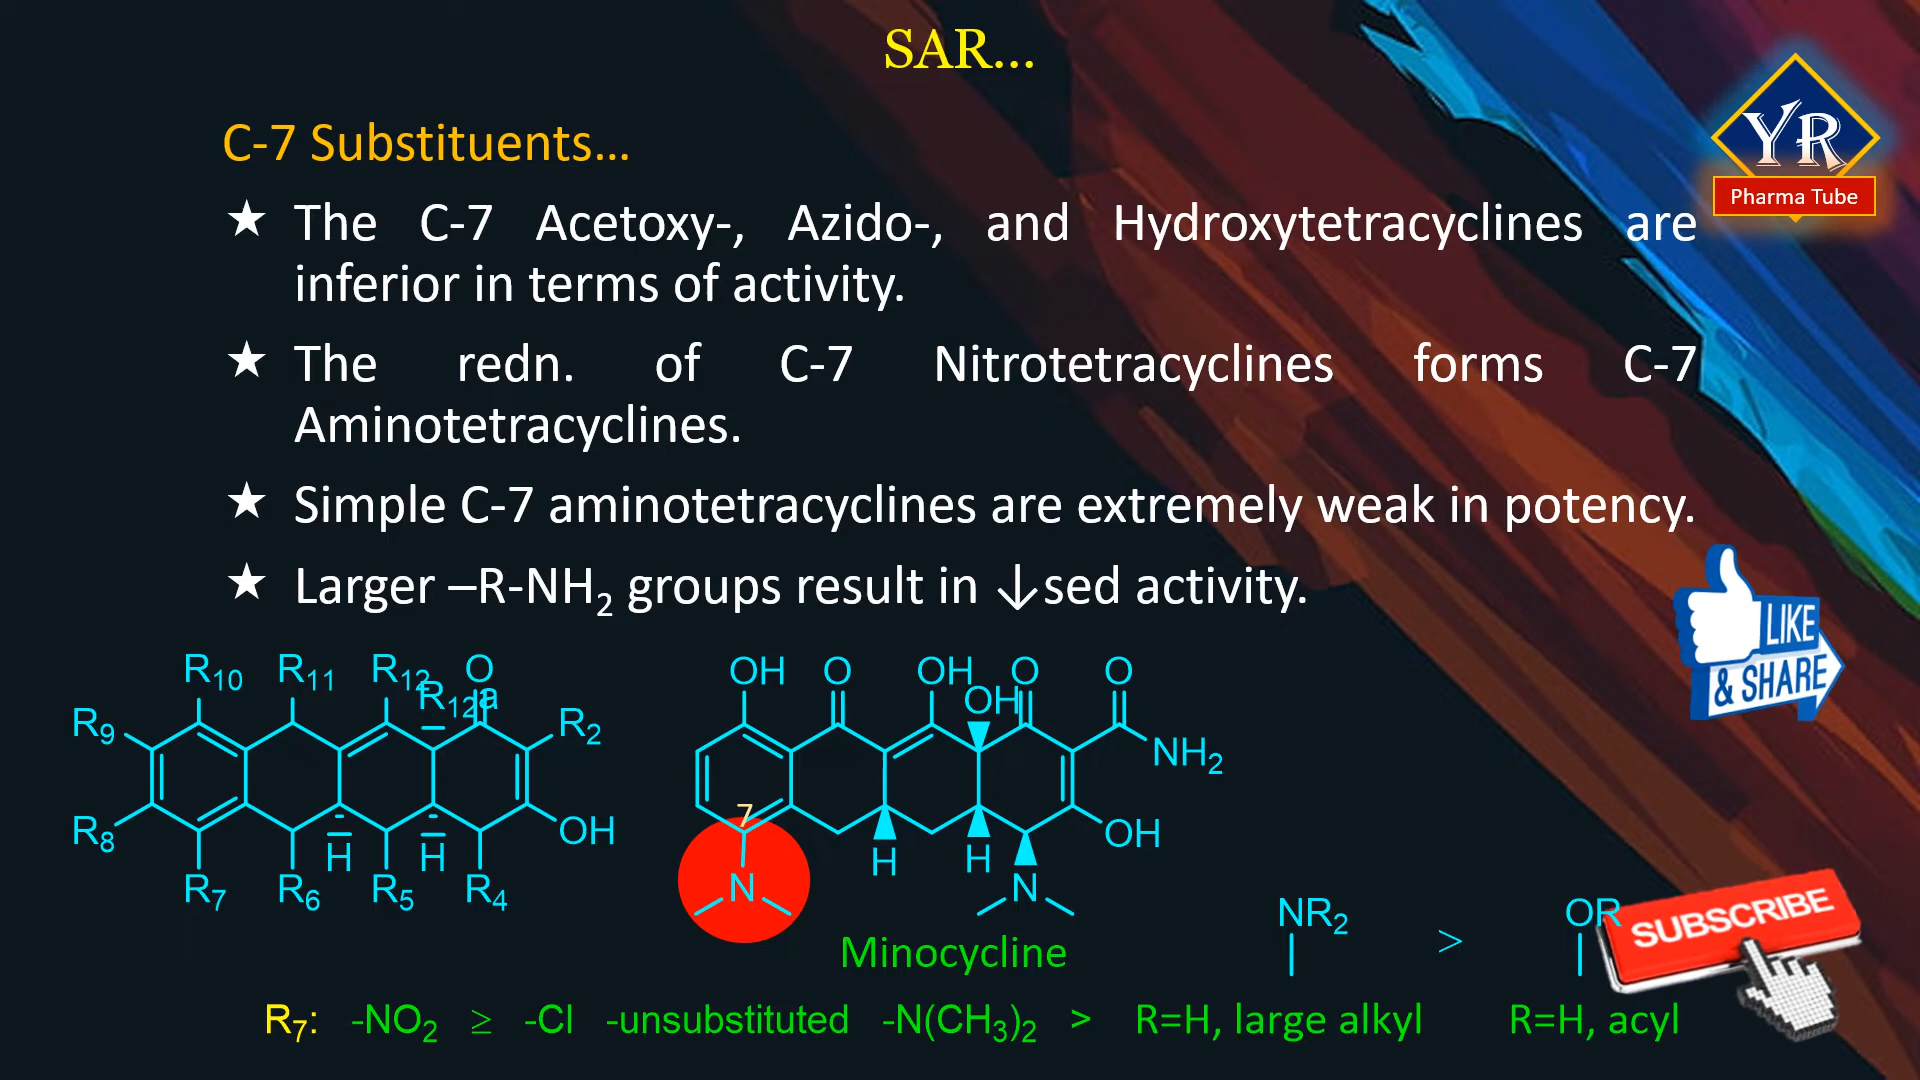 SAR...
YR
Pharma Tube
C-7 Substituents...
★ The C-7 Acetoxy-, Azido-, and Hydroxytetracyclines are
inferior in terms of activity.
★ The redn. of C-7 Nitrotetracyclines forms C-7
Aminotetracyclines.
★ Simple C-7 aminotetracyclines are extremely weak in potency.
★ Larger –R-NH₂ groups result in ↓sed activity.
LIKE
& SHARE
R₁₀ R₁₁ R₁₂ O
R₁₂a
R₉ R₂
R₈ OH
H H
R₇ R₆ R₅ R₄
OH O OH O O
OH
NH₂
7
OH
H H
N N
Minocycline
NR₂ > OR
SUBSCRIBE
R₇: -NO₂ ≥ -Cl -unsubstituted -N(CH₃)₂ > R=H, large alkyl R=H, acyl